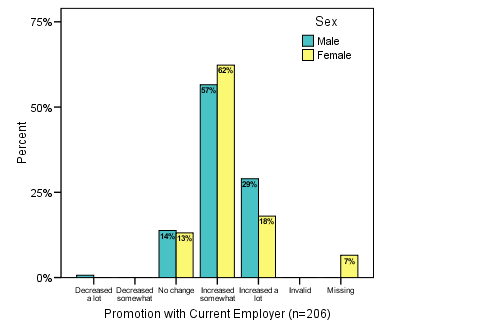 Sex
Male
Female
75%
50%
25%
0%
Percent
57%
62%
29%
18%
14%
13%
7%
Decreased a lot
Decreased somewhat
No change
Increased somewhat
Increased a lot
Invalid
Missing
Promotion with Current Employer (n=206)